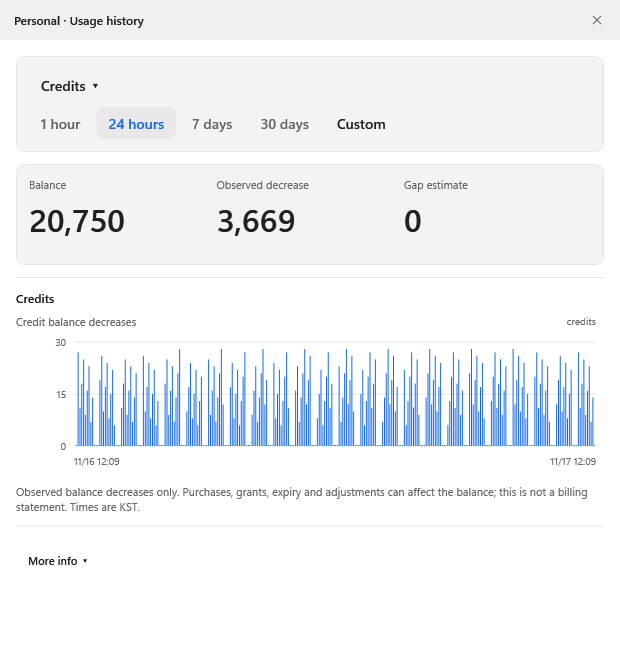 Personal · Usage history
Credits ▾
1 hour 24 hours 7 days 30 days Custom
Balance Observed decrease Gap estimate
20,750 3,669 0
Credits
Credit balance decreases credits
30
15
0
11/16 12:09 11/17 12:09
Observed balance decreases only. Purchases, grants, expiry and adjustments can affect the balance; this is not a billing
statement. Times are KST.
More info ▾